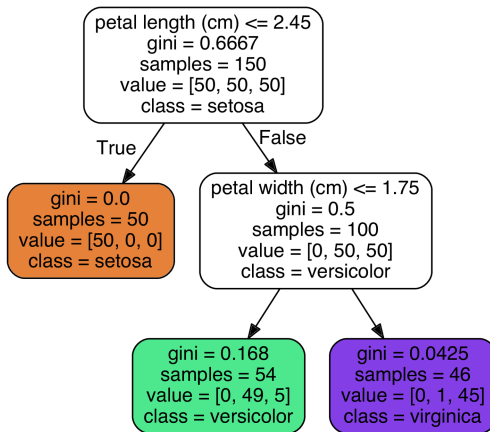 petal length (cm) <= 2.45
gini = 0.6667
samples = 150
value = [50, 50, 50]
class = setosa
True
False
gini = 0.0
samples = 50
value = [50, 0, 0]
class = setosa
petal width (cm) <= 1.75
gini = 0.5
samples = 100
value = [0, 50, 50]
class = versicolor
gini = 0.168
samples = 54
value = [0, 49, 5]
class = versicolor
gini = 0.0425
samples = 46
value = [0, 1, 45]
class = virginica